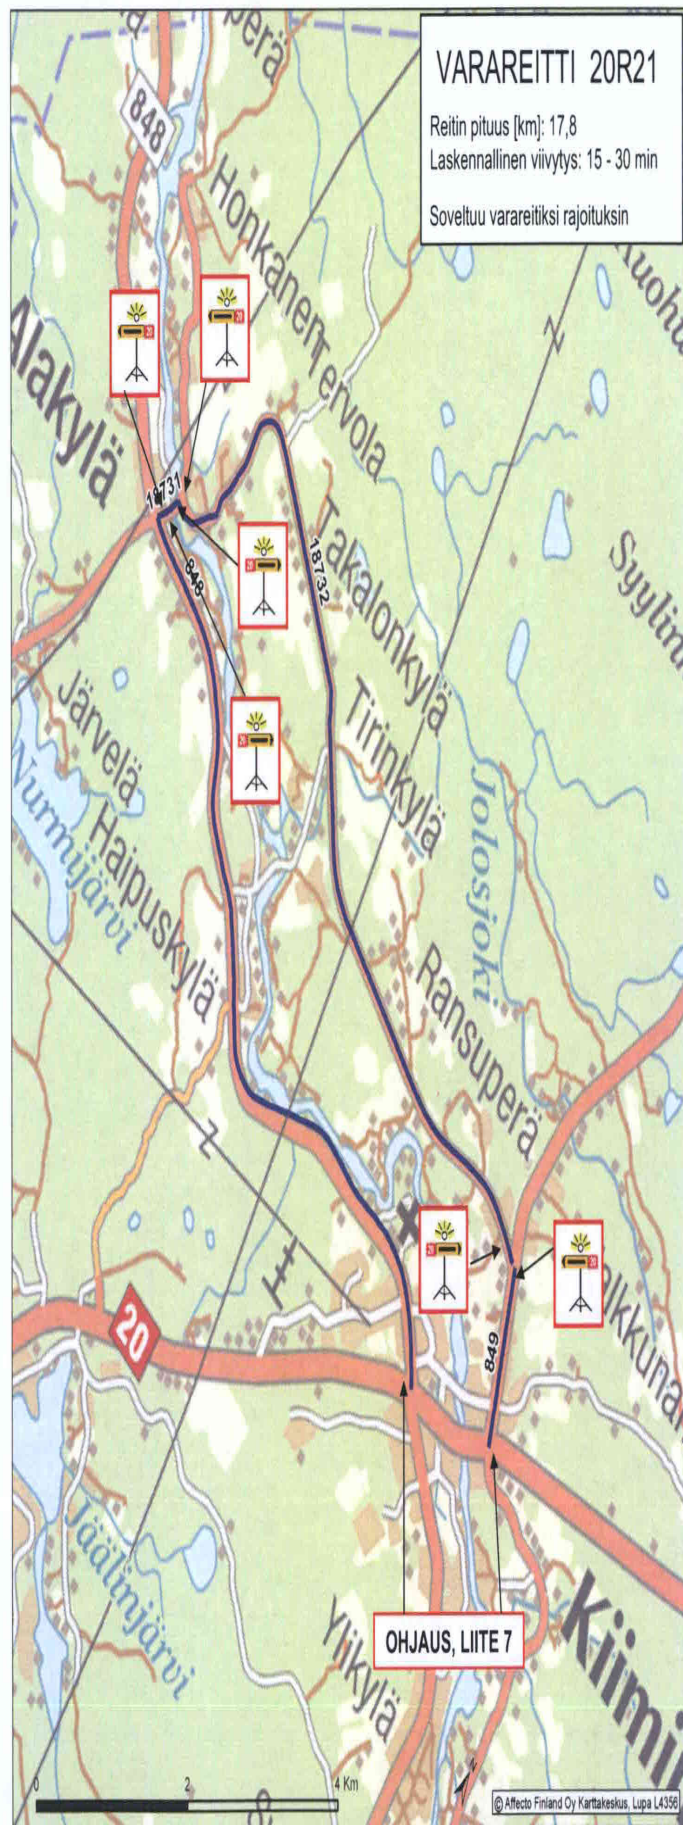 VARAREITTI 20R21
Reitin pituus [km]: 17,8
Laskennallinen viivytys: 15 - 30 min
Soveltuu varareitiksi rajoituksin
perä
848
Honkanen
Tervola
Alakylä
18731
848
18732
Takalonkylä
Järvelä
Nurmijärvi
Haipuskylä
Tirinkylä
Jolosjoki
Ransuperä
20
849
Jäälinjärvi
OHJAUS, LIITE 7
Ylikylä
Kiimi
0 2 4 Km
© Affecto Finland Oy Karttakeskus, Lupa L4356